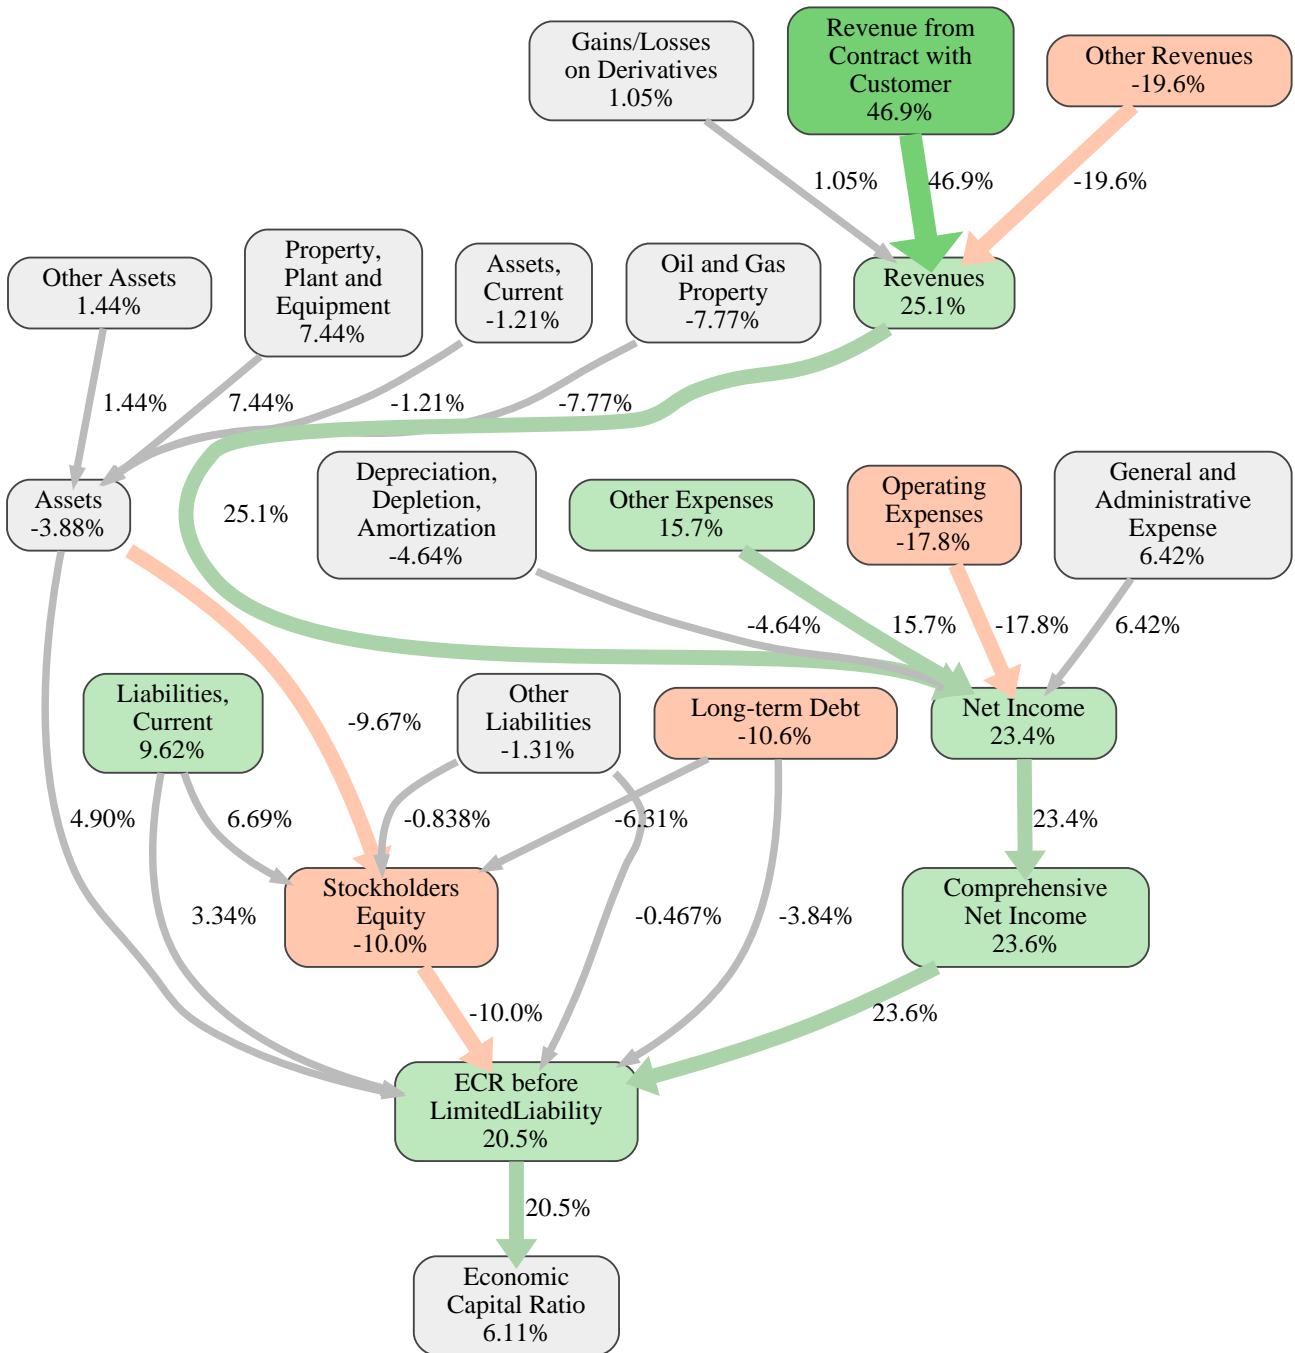 Gains/Losses
on Derivatives
1.05%
Revenue from
Contract with
Customer
46.9%
Other Revenues
-19.6%
1.05%
46.9%
-19.6%
Other Assets
1.44%
Property,
Plant and
Equipment
7.44%
Assets,
Current
-1.21%
Oil and Gas
Property
-7.77%
Revenues
25.1%
1.44%
7.44%
-1.21%
-7.77%
Assets
-3.88%
25.1%
Depreciation,
Depletion,
Amortization
-4.64%
Other Expenses
15.7%
Operating
Expenses
-17.8%
General and
Administrative
Expense
6.42%
-4.64%
15.7%
-17.8%
6.42%
Liabilities,
Current
9.62%
-9.67%
Other
Liabilities
-1.31%
Long-term Debt
-10.6%
Net Income
23.4%
4.90%
6.69%
-0.838%
-6.31%
23.4%
3.34%
Stockholders
Equity
-10.0%
-0.467%
-3.84%
Comprehensive
Net Income
23.6%
-10.0%
23.6%
ECR before
LimitedLiability
20.5%
20.5%
Economic
Capital Ratio
6.11%